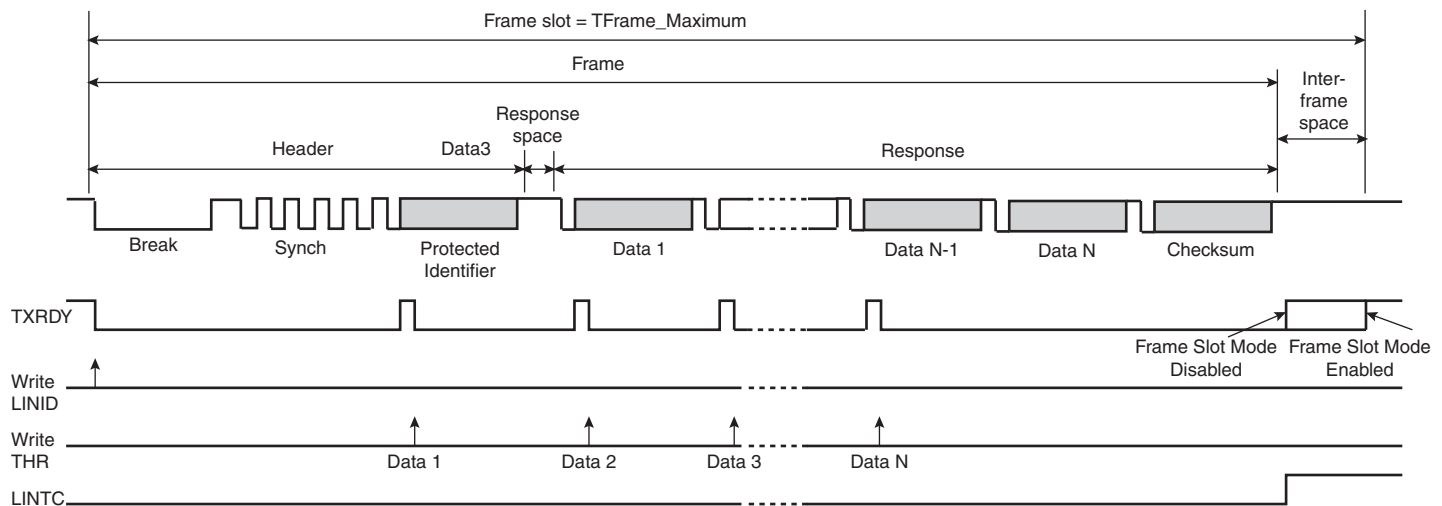 Frame slot = TFrame_Maximum
Frame
Inter-
frame
space
Response
space
Header
Data3
Response
Break
Synch
Protected
Identifier
Data 1
Data N-1
Data N
Checksum
TXRDY
Frame Slot Mode
Disabled
Frame Slot Mode
Enabled
Write
LINID
Write
THR
Data 1
Data 2
Data 3
Data N
LINTC